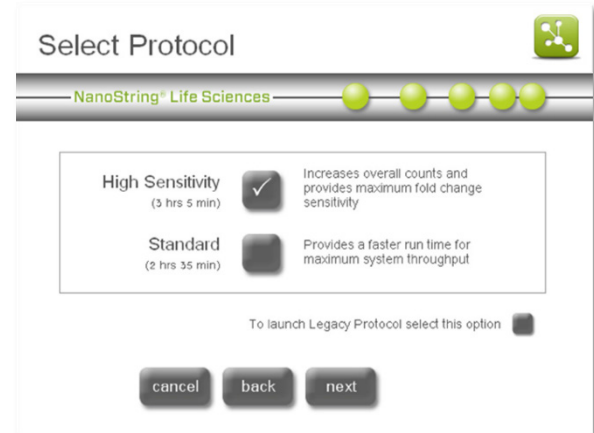 Select Protocol
NanoString® Life Sciences
High Sensitivity
(3 hrs 5 min)
Increases overall counts and
provides maximum fold change
sensitivity
Standard
(2 hrs 35 min)
Provides a faster run time for
maximum system throughput
To launch Legacy Protocol select this option
cancel
back
next